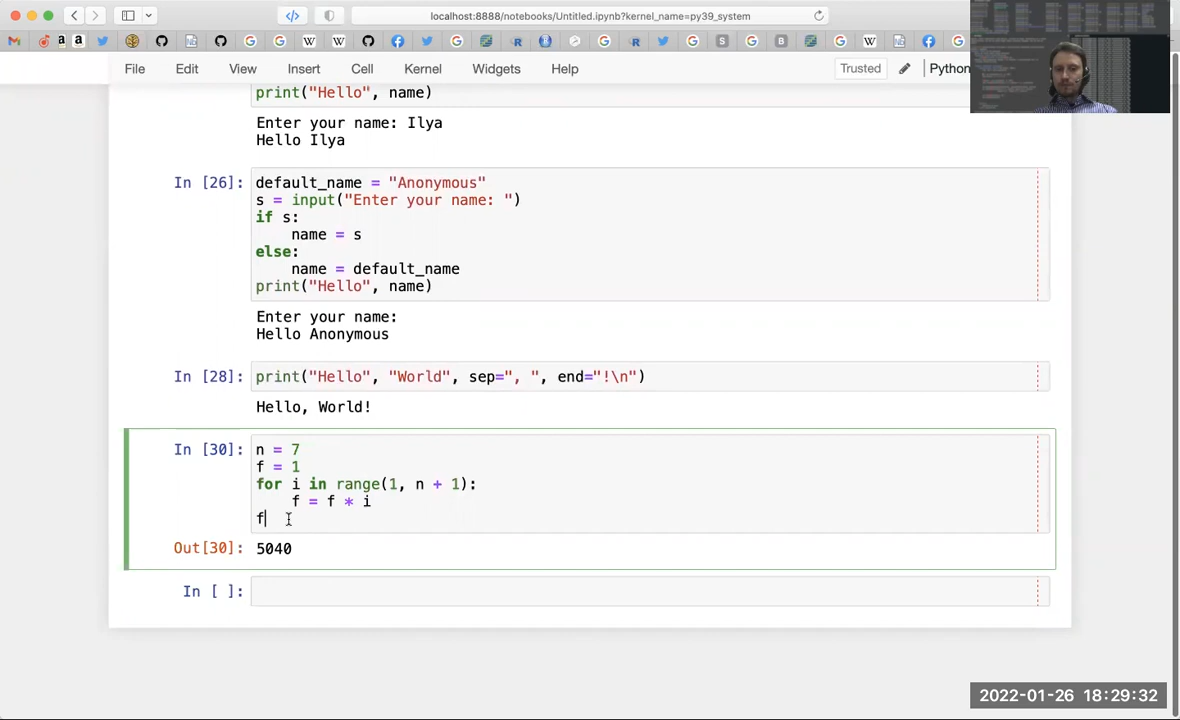 localhost:8888/notebooks/Untitled.ipynb?kernel_name=py39_system
File Edit View Insert Cell Kernel Widgets Help Trusted Python
print("Hello", name)
Enter your name: Ilya
Hello Ilya
In [26]: default_name = "Anonymous"
s = input("Enter your name: ")
if s:
name = s
else:
name = default_name
print("Hello", name)
Enter your name:
Hello Anonymous
In [28]: print("Hello", "World", sep=", ", end="!\n")
Hello, World!
In [30]: n = 7
f = 1
for i in range(1, n + 1):
f = f * i
f
Out[30]: 5040
In [ ]:
2022-01-26 18:29:32